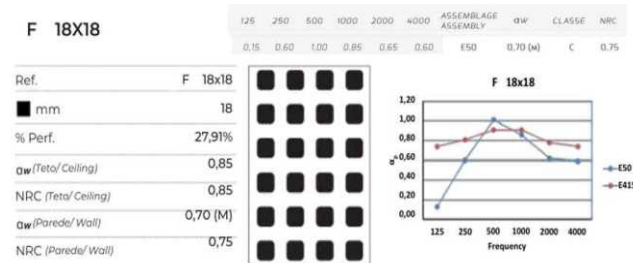 F 18X18
125 250 500 1000 2000 4000 ASSEMBLAGE ASSEMBLY αw CLASSE NRC
0,15 0,60 1,00 0,85 0,65 0,60 E50 0,70 (M) C 0,75
Ref. F 18x18
mm 18
% Perf. 27,91%
αw (Teto/ Ceiling) 0,85
NRC (Teto/ Ceiling) 0,85
αw (Parede/ Wall) 0,70 (M)
NRC (Parede/ Wall) 0,75
F 18x18
1,20
1,00
0,80
0,60
0,40
0,20
0,00
αs
125 250 500 1000 2000 4000
Frequency
E50
E415